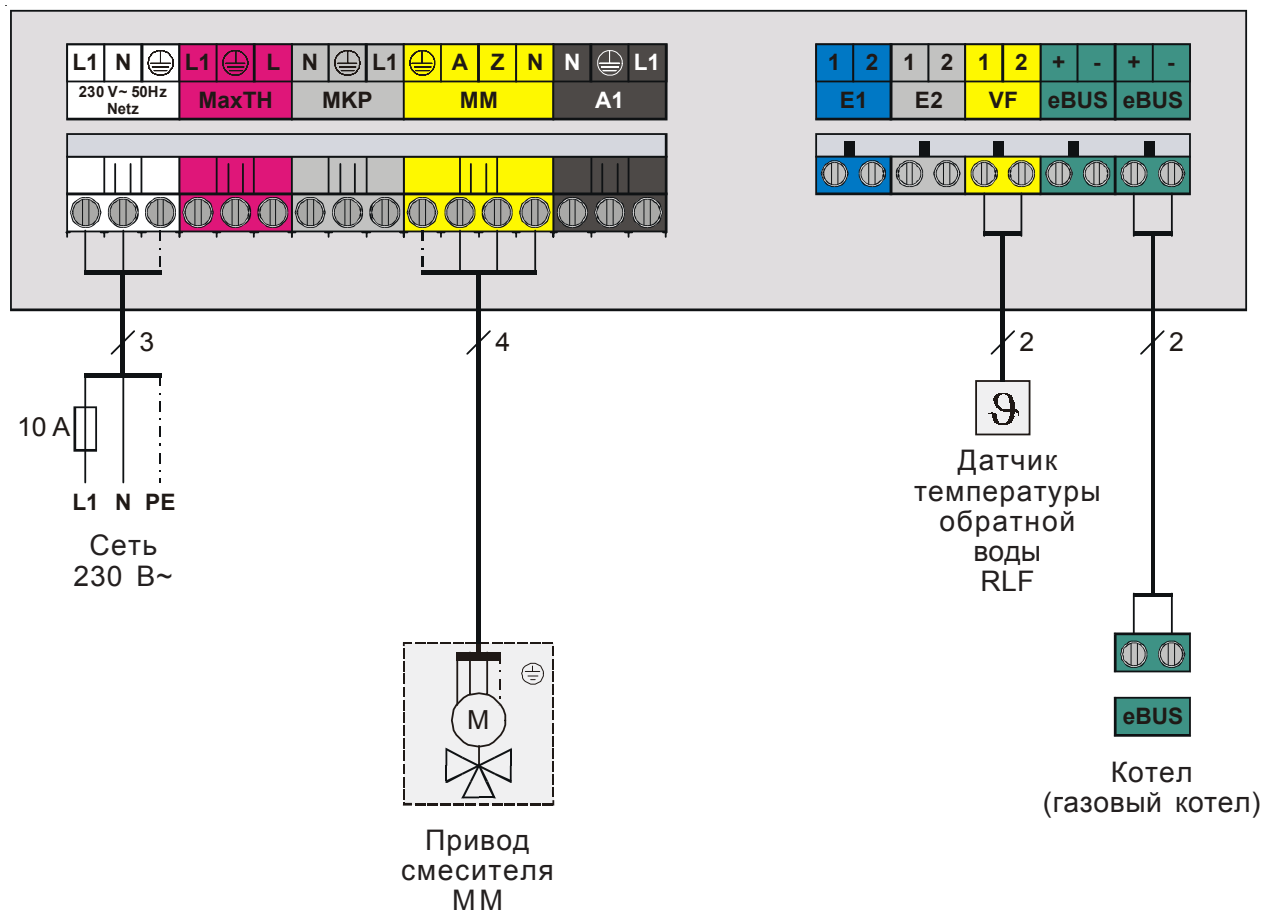 L1 N L1 L N L1 A Z N N L1
230 V~ 50Hz
Netz
MaxTH MKP MM A1
1 2 1 2 1 2 + - + -
E1 E2 VF eBUS eBUS
3
4
2
2
10 A
L1 N PE
Сеть
230 В~
ϑ
Датчик
температуры
обратной
воды
RLF
M
Привод
смесителя
ММ
eBUS
Котел
(газовый котел)